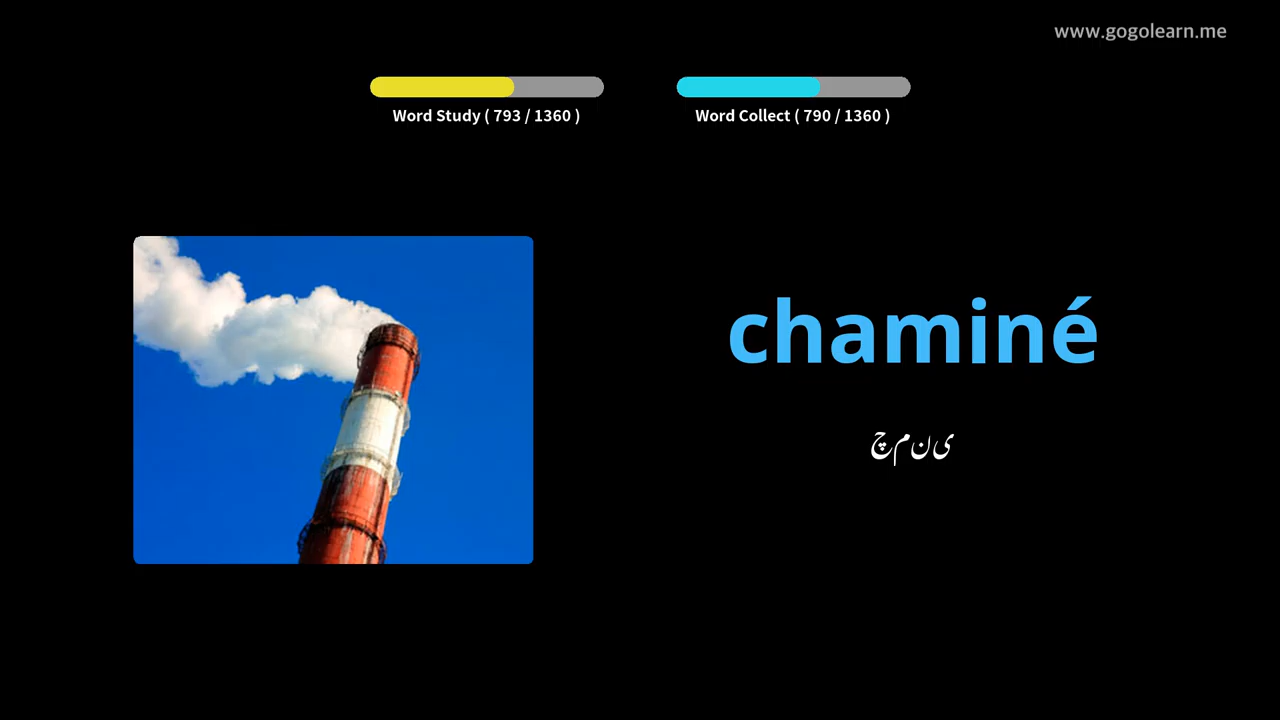 www.gogolearn.me
Word Study ( 793 / 1360 )
Word Collect ( 790 / 1360 )
chaminé
چمنی